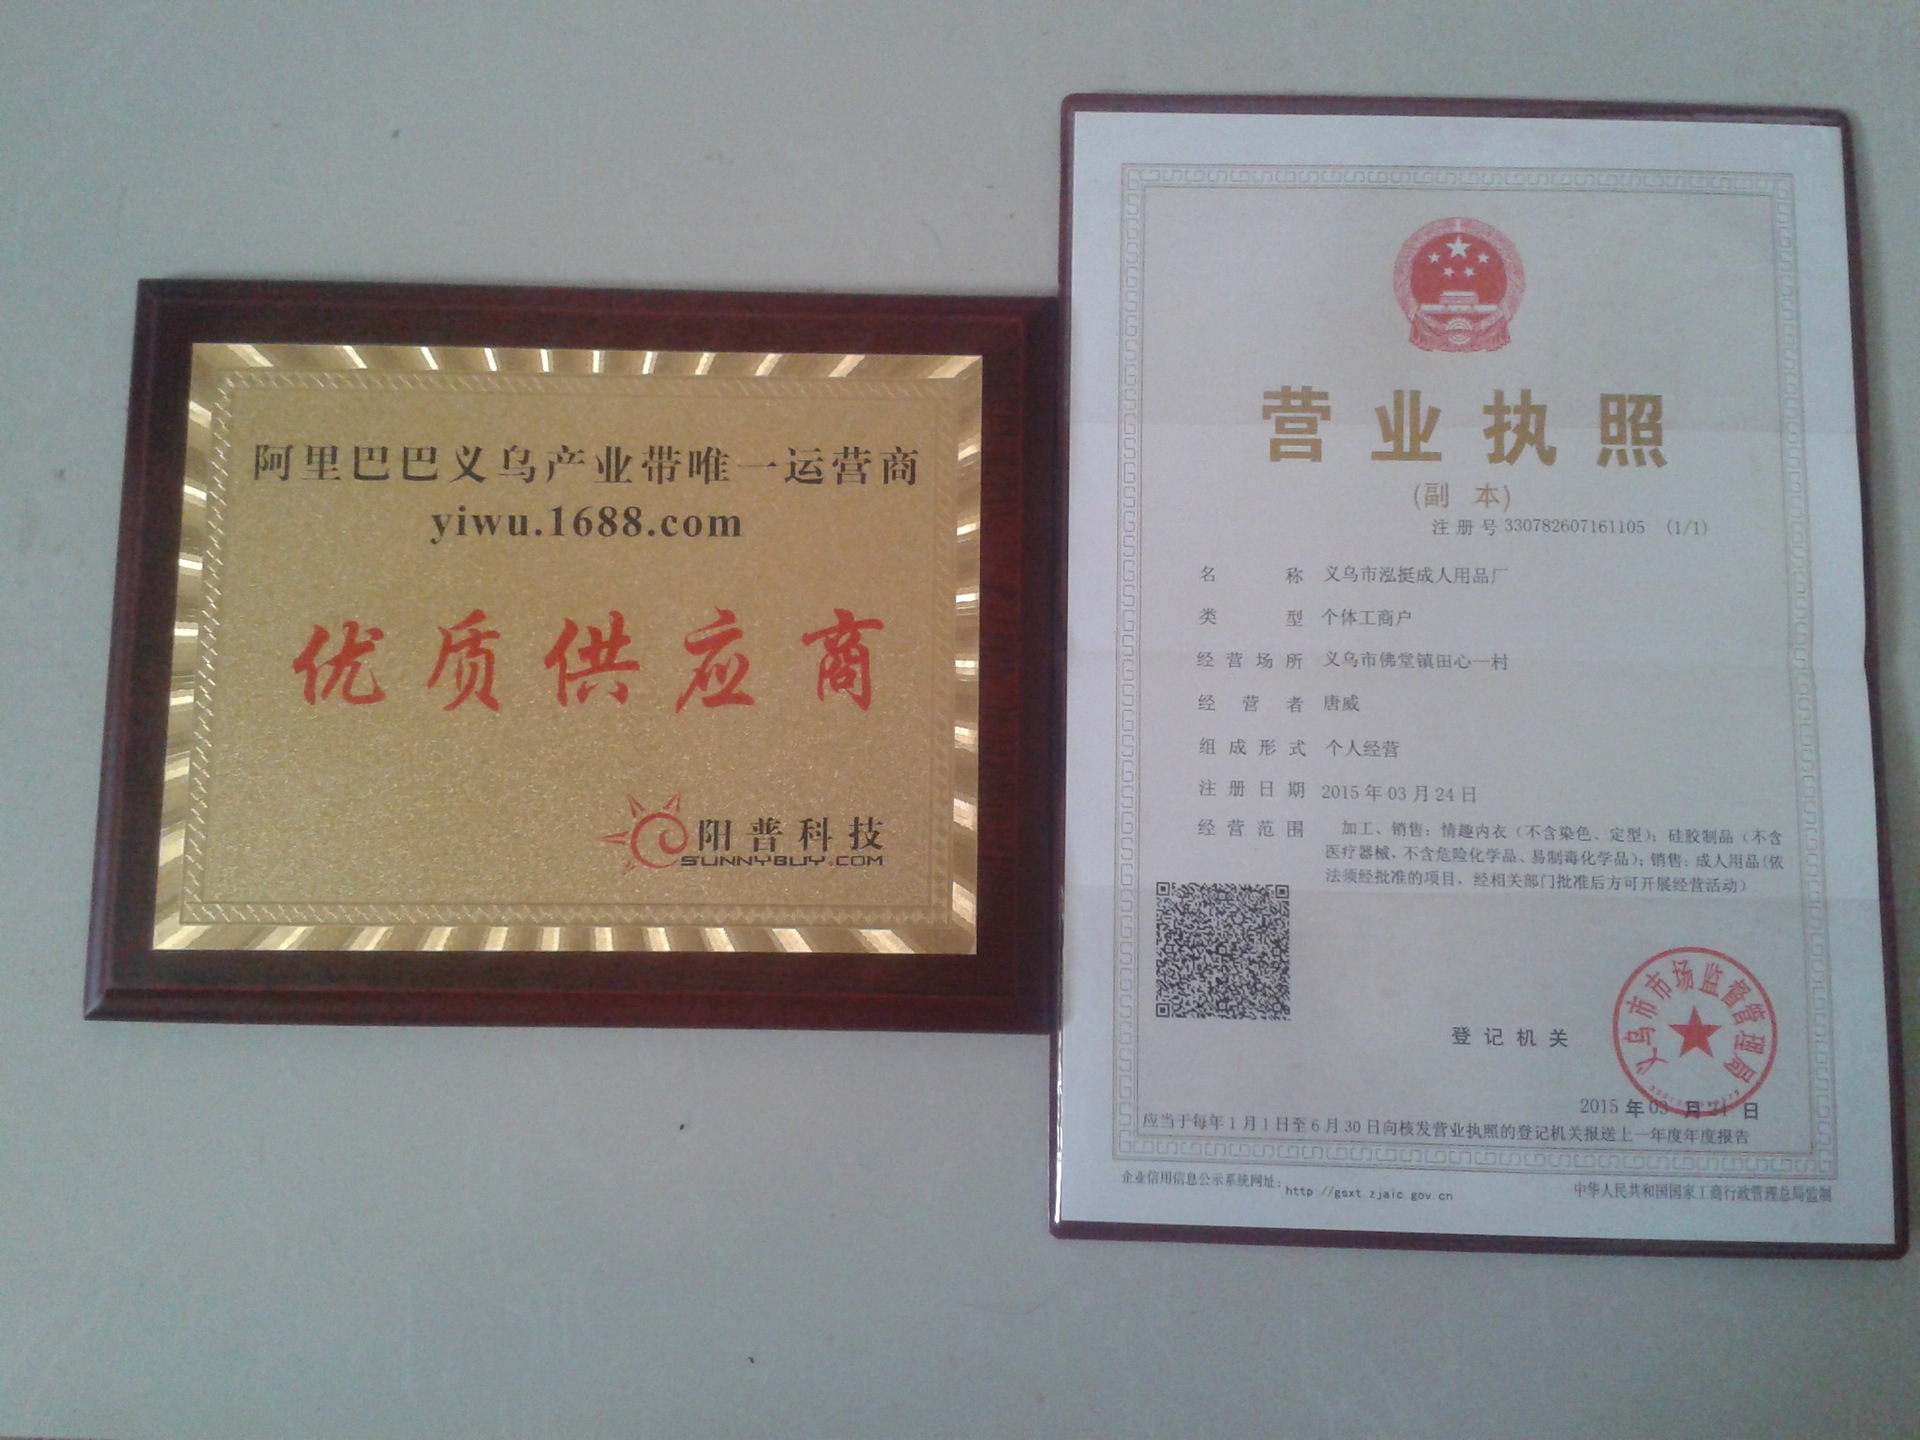 阿里巴巴义乌产业带唯一运营商
yiwu.1688.com
优质供应商
阳普科技
SUNNYBUY.COM
营业执照
(副 本)
注册号 330782607161105 (1/1)
名 称 义乌市泓挺成人用品厂
类 型 个体工商户
经营场所 义乌市佛堂镇田心一村
经营者 唐威
组成形式 个人经营
注册日期 2015年03月24日
经营范围 加工、销售：情趣内衣（不含染色、定型）；硅胶制品（不含
医疗器械，不含危险化学品、易制毒化学品）；销售：成人用品（依
法须经批准的项目，经相关部门批准后方可开展经营活动）
登记机关
义乌市市场监督管理局
2015 年 03 月 24 日
应当于每年1月1日至6月30日向核发营业执照的登记机关报送上一年度年度报告
企业信用信息公示系统网址：http://gsxt.zjaic.gov.cn
中华人民共和国国家工商行政管理总局监制